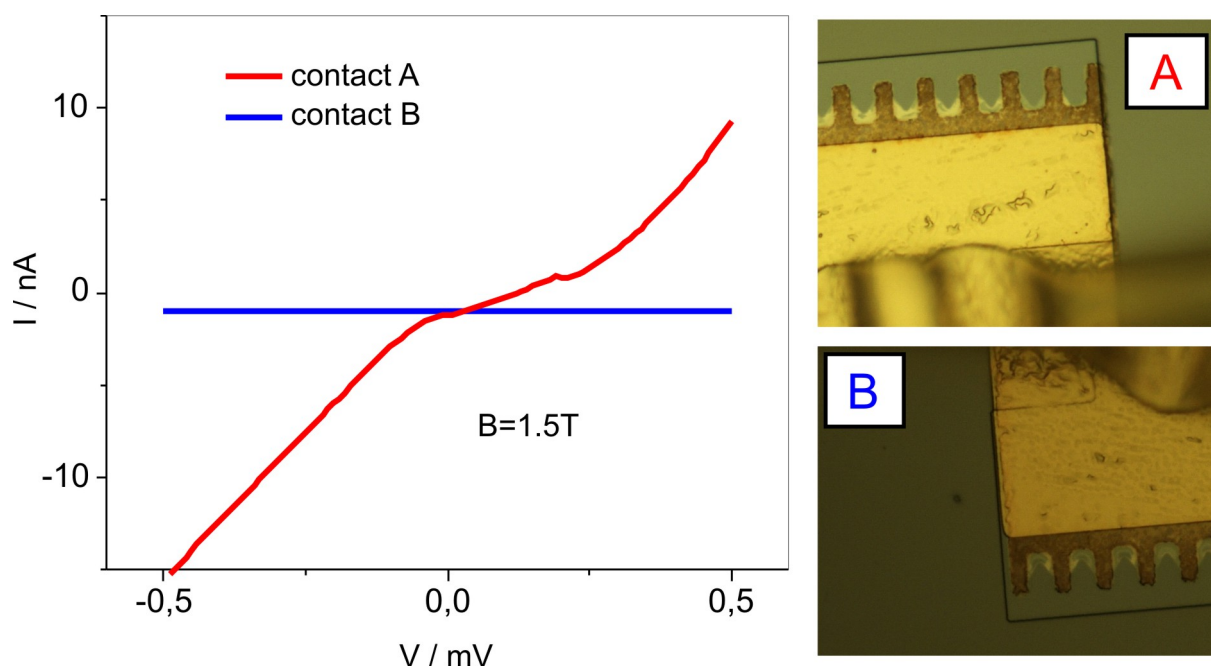 contact A
contact B
10
0
-10
I / nA
B=1.5T
-0,5
0,0
0,5
V / mV
A
B